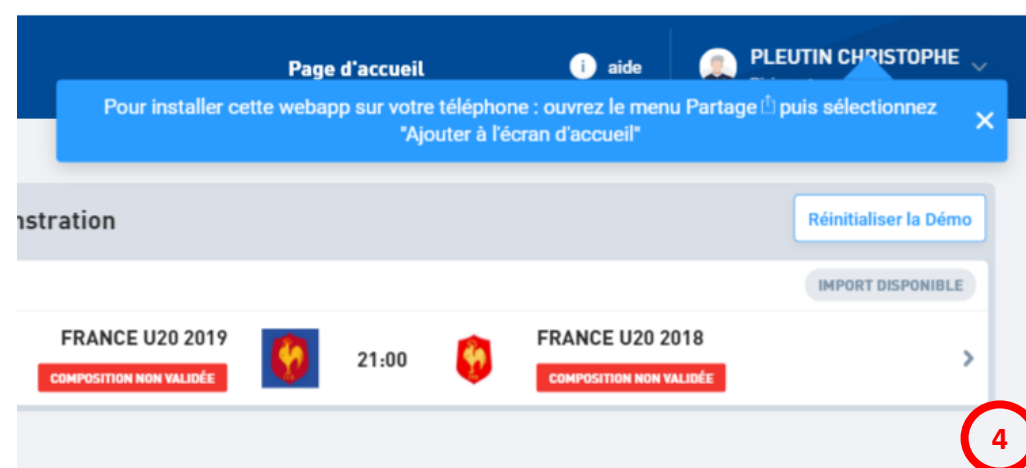 Page d'accueil
i aide
PLEUTIN CHRISTOPHE
Pour installer cette webapp sur votre téléphone : ouvrez le menu Partage puis sélectionnez
"Ajouter à l'écran d'accueil"
nstration
Réinitialiser la Démo
IMPORT DISPONIBLE
FRANCE U20 2019
COMPOSITION NON VALIDÉE
21:00
FRANCE U20 2018
COMPOSITION NON VALIDÉE
4